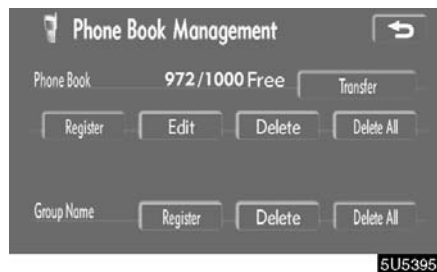 Phone Book Management
Phone Book 972/1000 Free Transfer
Register Edit Delete Delete All
Group Name Register Delete Delete All
5U5395